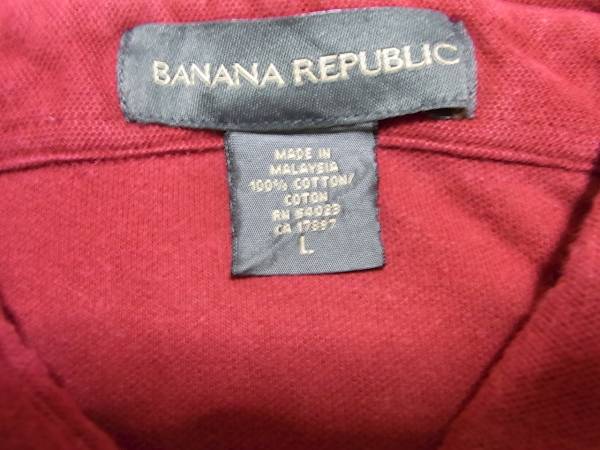 BANANA REPUBLIC
MADE IN
MALAYSIA
100% COTTON/
COTON
RN 54023
CA 17897
L